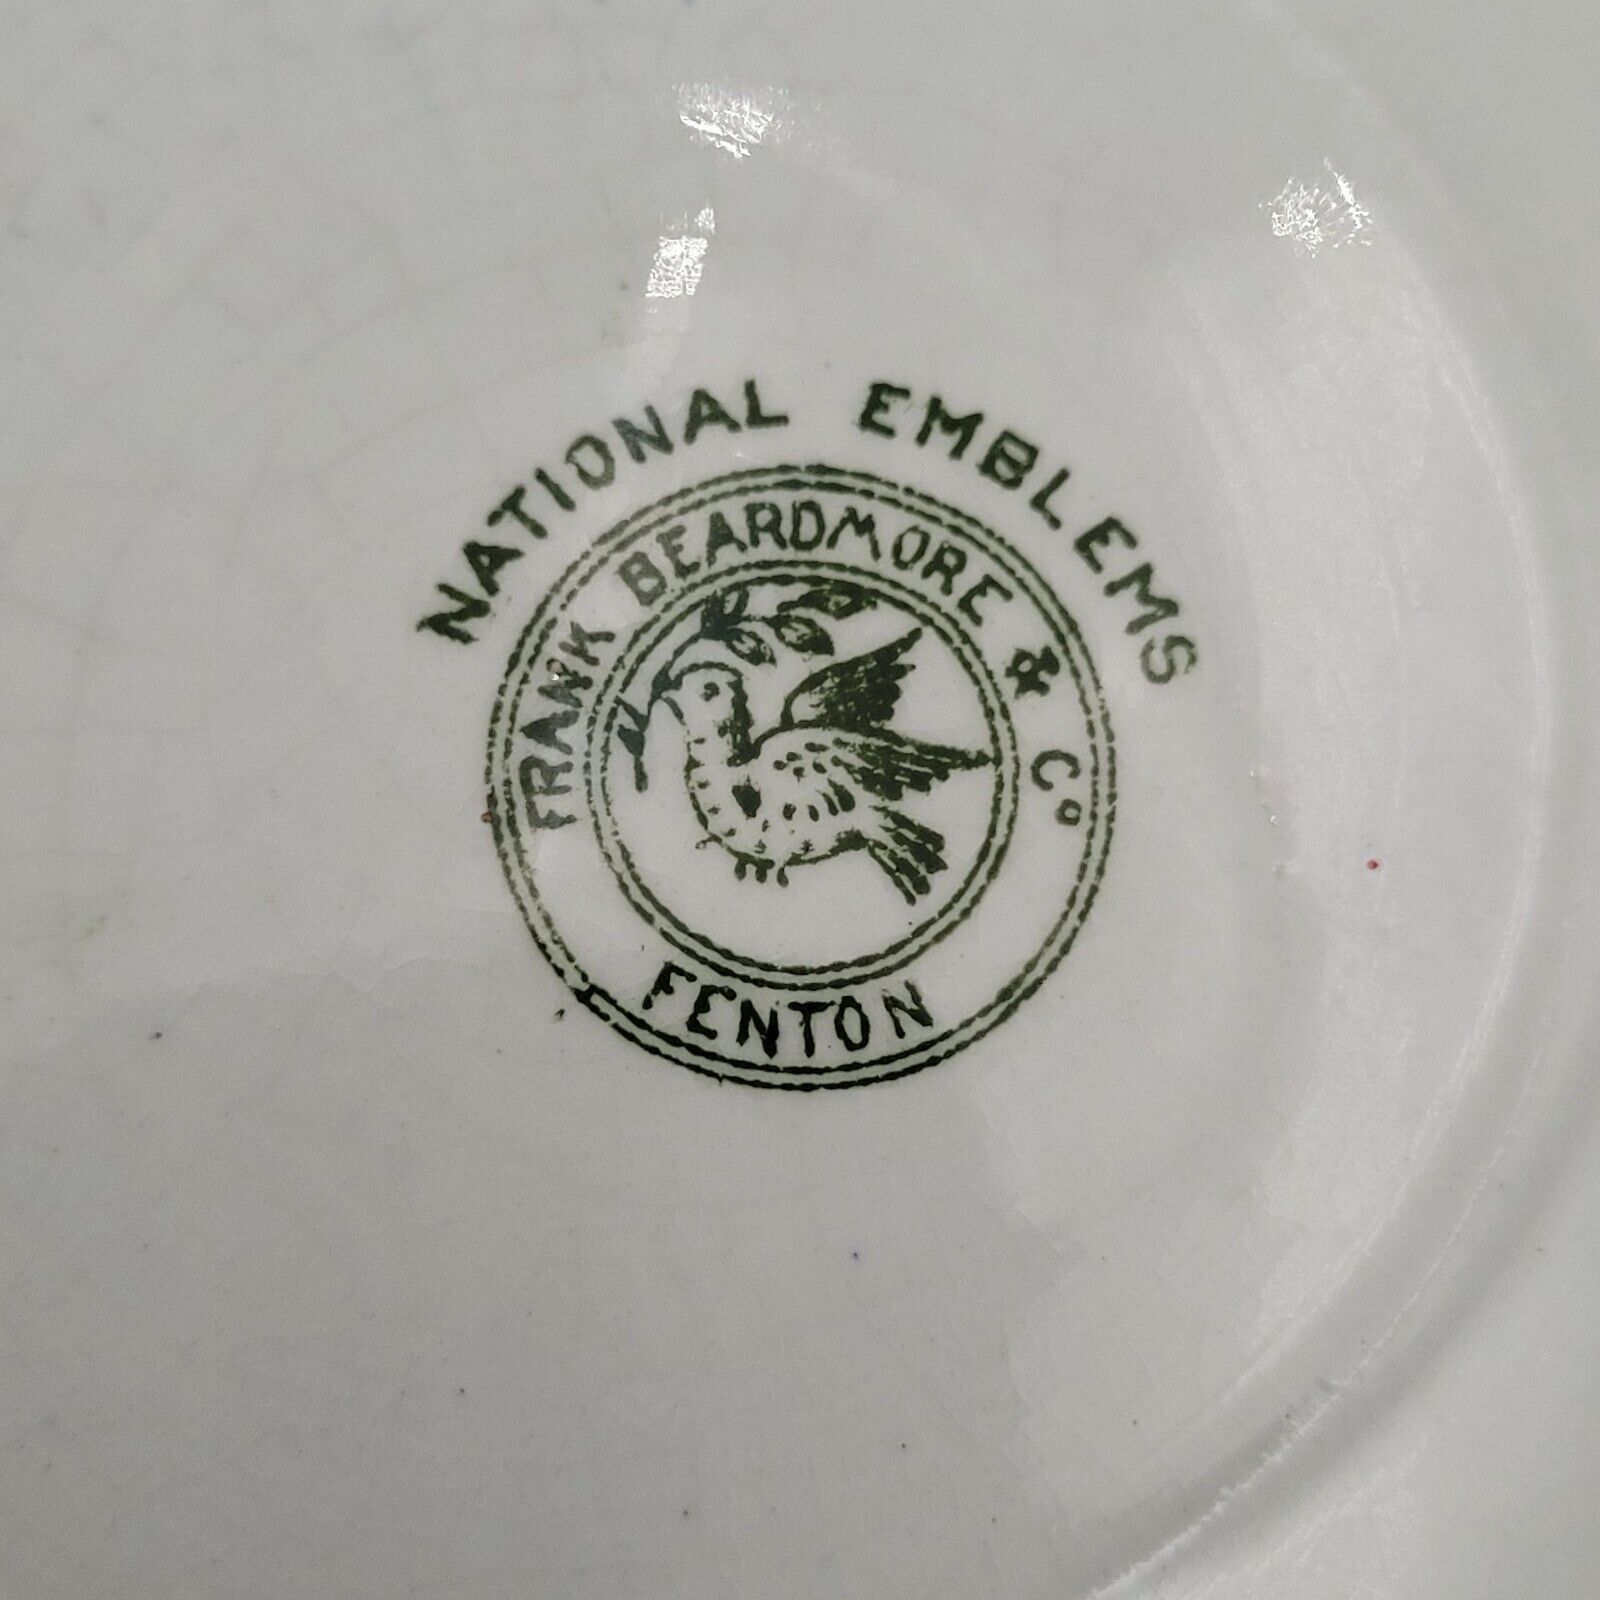 NATIONAL EMBLEMS
FRANK BEARDMORE & Co
FENTON